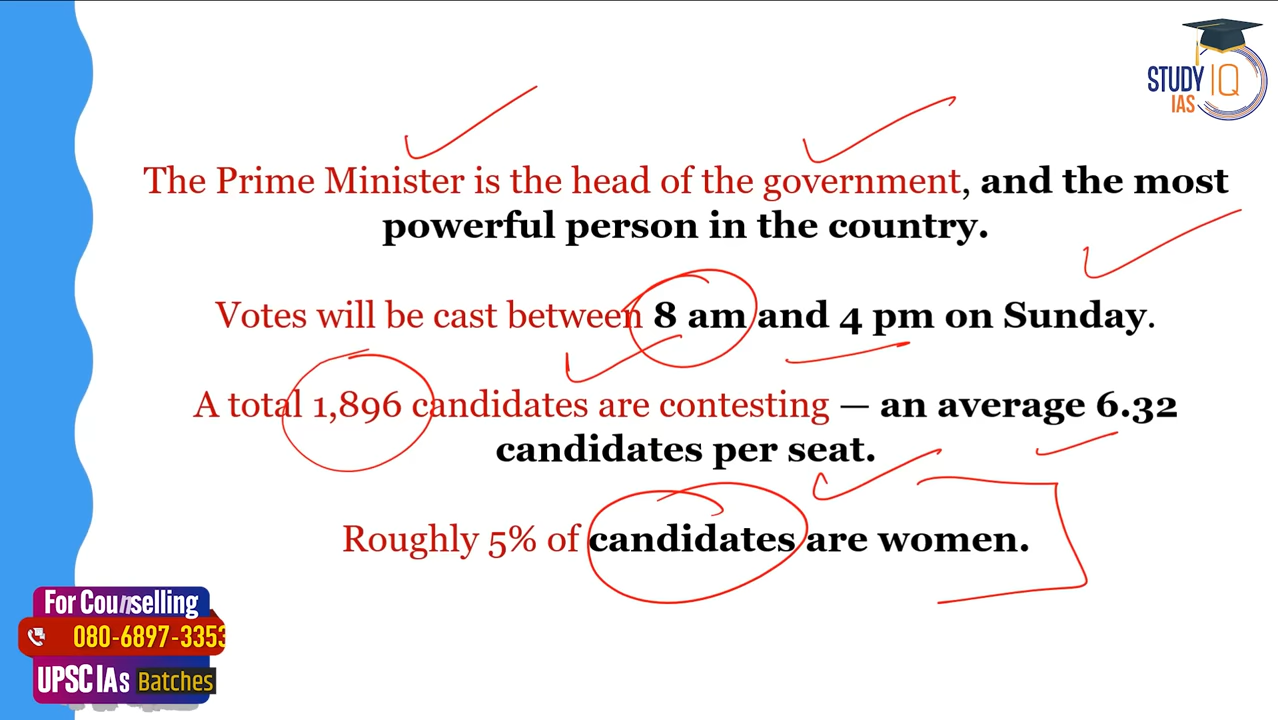 STUDY IQ
IAS
The Prime Minister is the head of the government, and the most
powerful person in the country.
Votes will be cast between 8 am and 4 pm on Sunday.
A total 1,896 candidates are contesting — an average 6.32
candidates per seat.
Roughly 5% of candidates are women.
For Counselling
080-6897-3353
UPSC IAs Batches